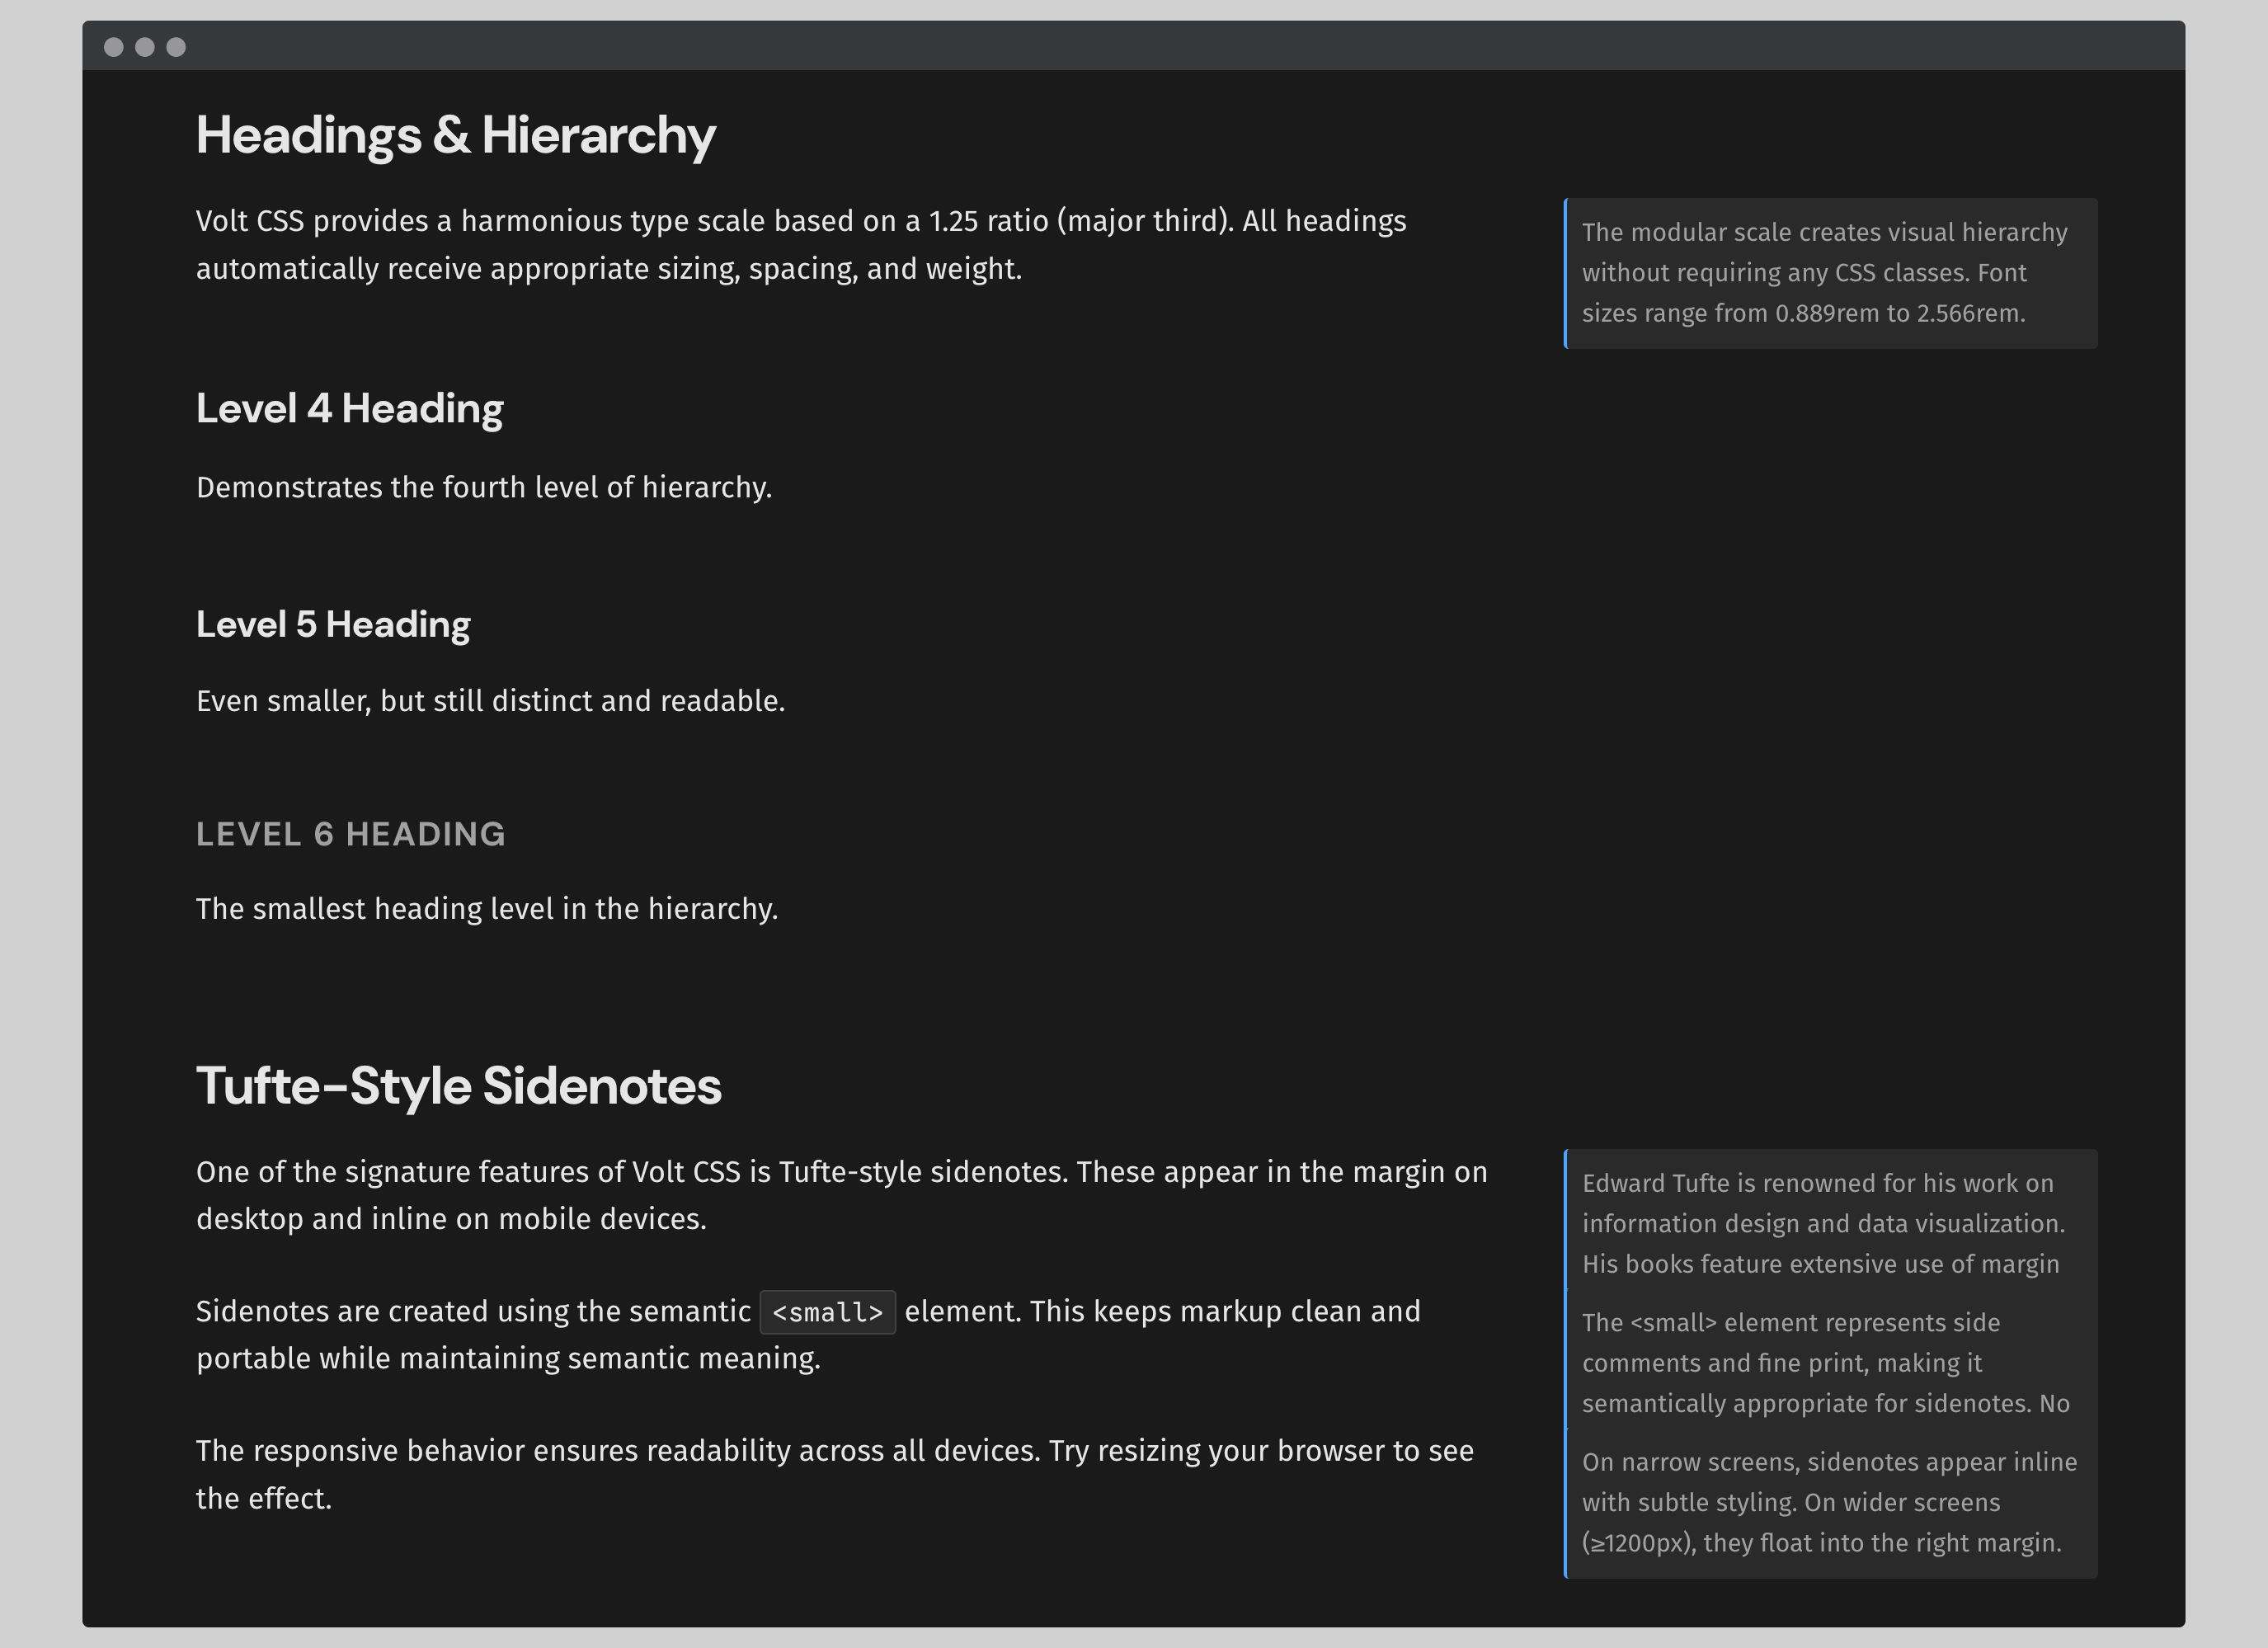 Headings & Hierarchy
Volt CSS provides a harmonious type scale based on a 1.25 ratio (major third). All headings
automatically receive appropriate sizing, spacing, and weight.
The modular scale creates visual hierarchy
without requiring any CSS classes. Font
sizes range from 0.889rem to 2.566rem.
Level 4 Heading
Demonstrates the fourth level of hierarchy.
Level 5 Heading
Even smaller, but still distinct and readable.
LEVEL 6 HEADING
The smallest heading level in the hierarchy.
Tufte-Style Sidenotes
One of the signature features of Volt CSS is Tufte-style sidenotes. These appear in the margin on
desktop and inline on mobile devices.
Edward Tufte is renowned for his work on
information design and data visualization.
His books feature extensive use of margin
Sidenotes are created using the semantic <small> element. This keeps markup clean and
portable while maintaining semantic meaning.
The <small> element represents side
comments and fine print, making it
semantically appropriate for sidenotes. No
The responsive behavior ensures readability across all devices. Try resizing your browser to see
the effect.
On narrow screens, sidenotes appear inline
with subtle styling. On wider screens
(≥1200px), they float into the right margin.